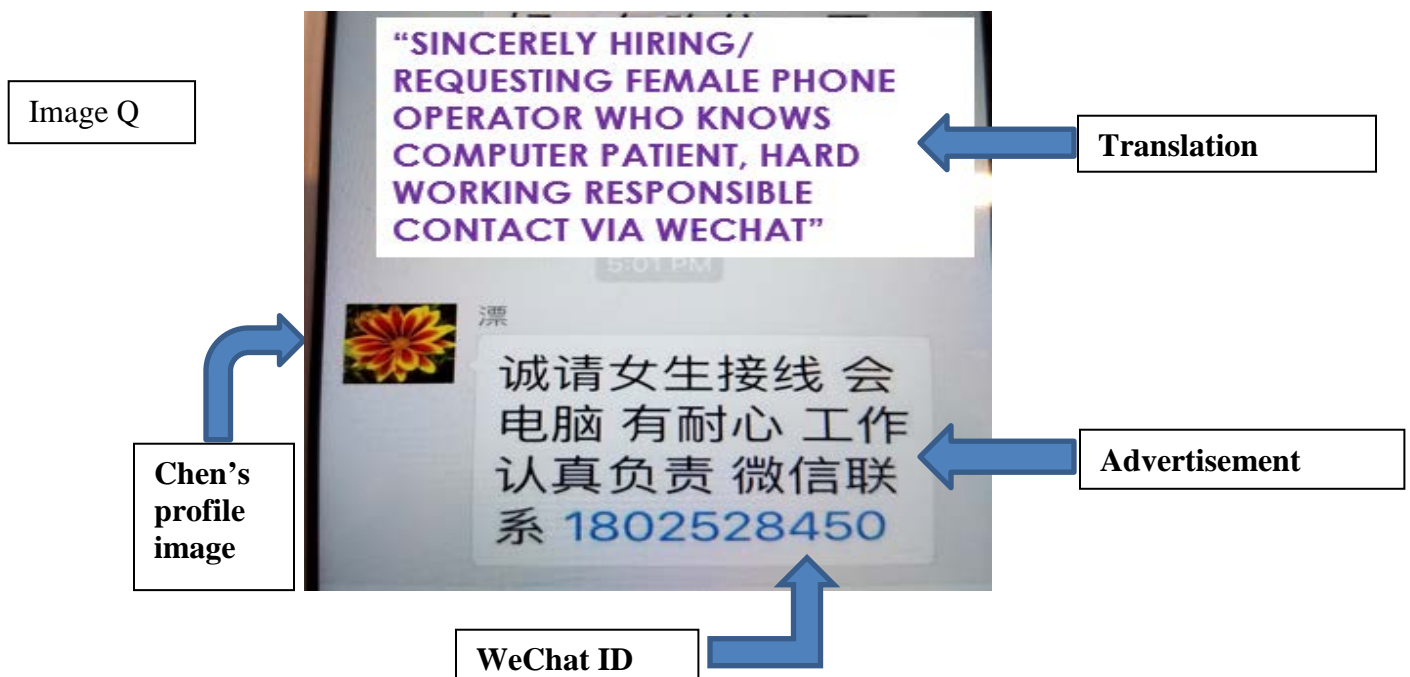 Image Q
“SINCERELY HIRING/
REQUESTING FEMALE PHONE
OPERATOR WHO KNOWS
COMPUTER PATIENT, HARD
WORKING RESPONSIBLE
CONTACT VIA WECHAT”
Translation
5:01 PM
漂
诚请女生接线 会
电脑 有耐心 工作
认真负责 微信联
系 1802528450
Chen’s
profile
image
Advertisement
WeChat ID